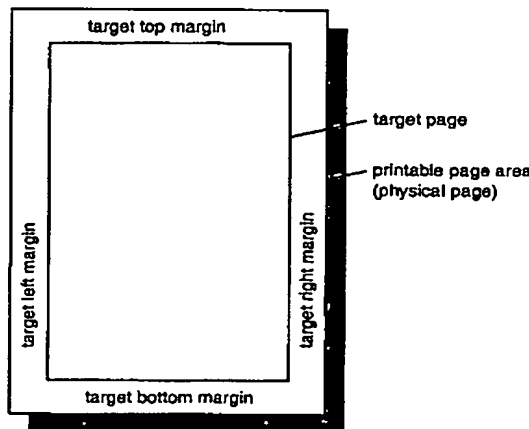 target top margin
target page
printable page area
(physical page)
target left margin
target right margin
target bottom margin